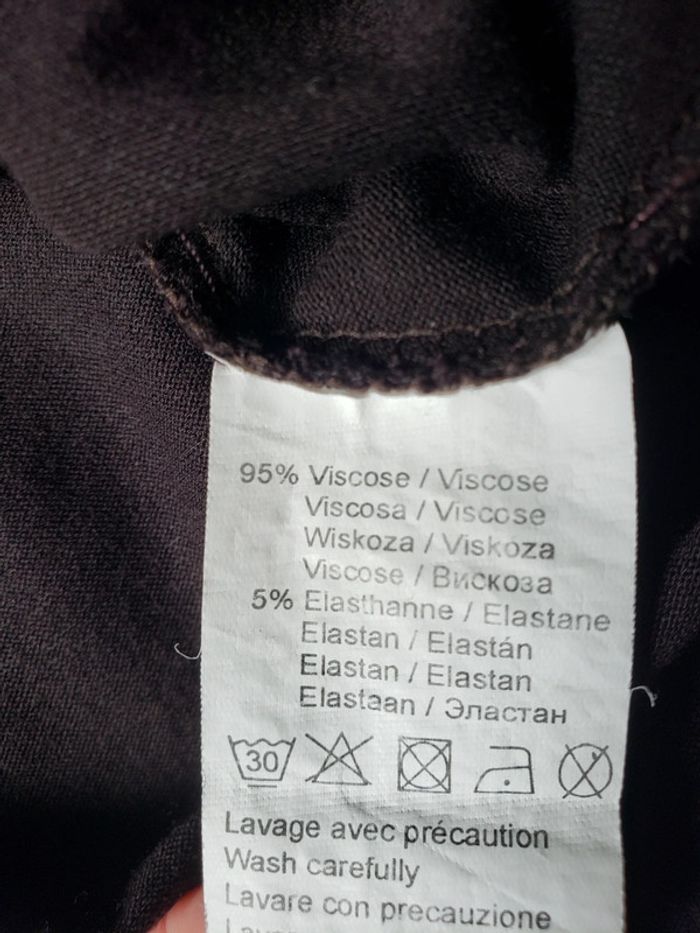 95% Viscose / Viscose
Viscosa / Viscose
Wiskoza / Viskoza
Viscose / Вискоза
5% Elasthanne / Elastane
Elastan / Elastán
Elastan / Elastan
Elastaan / Эластан
30
Lavage avec précaution
Wash carefully
Lavare con precauzione